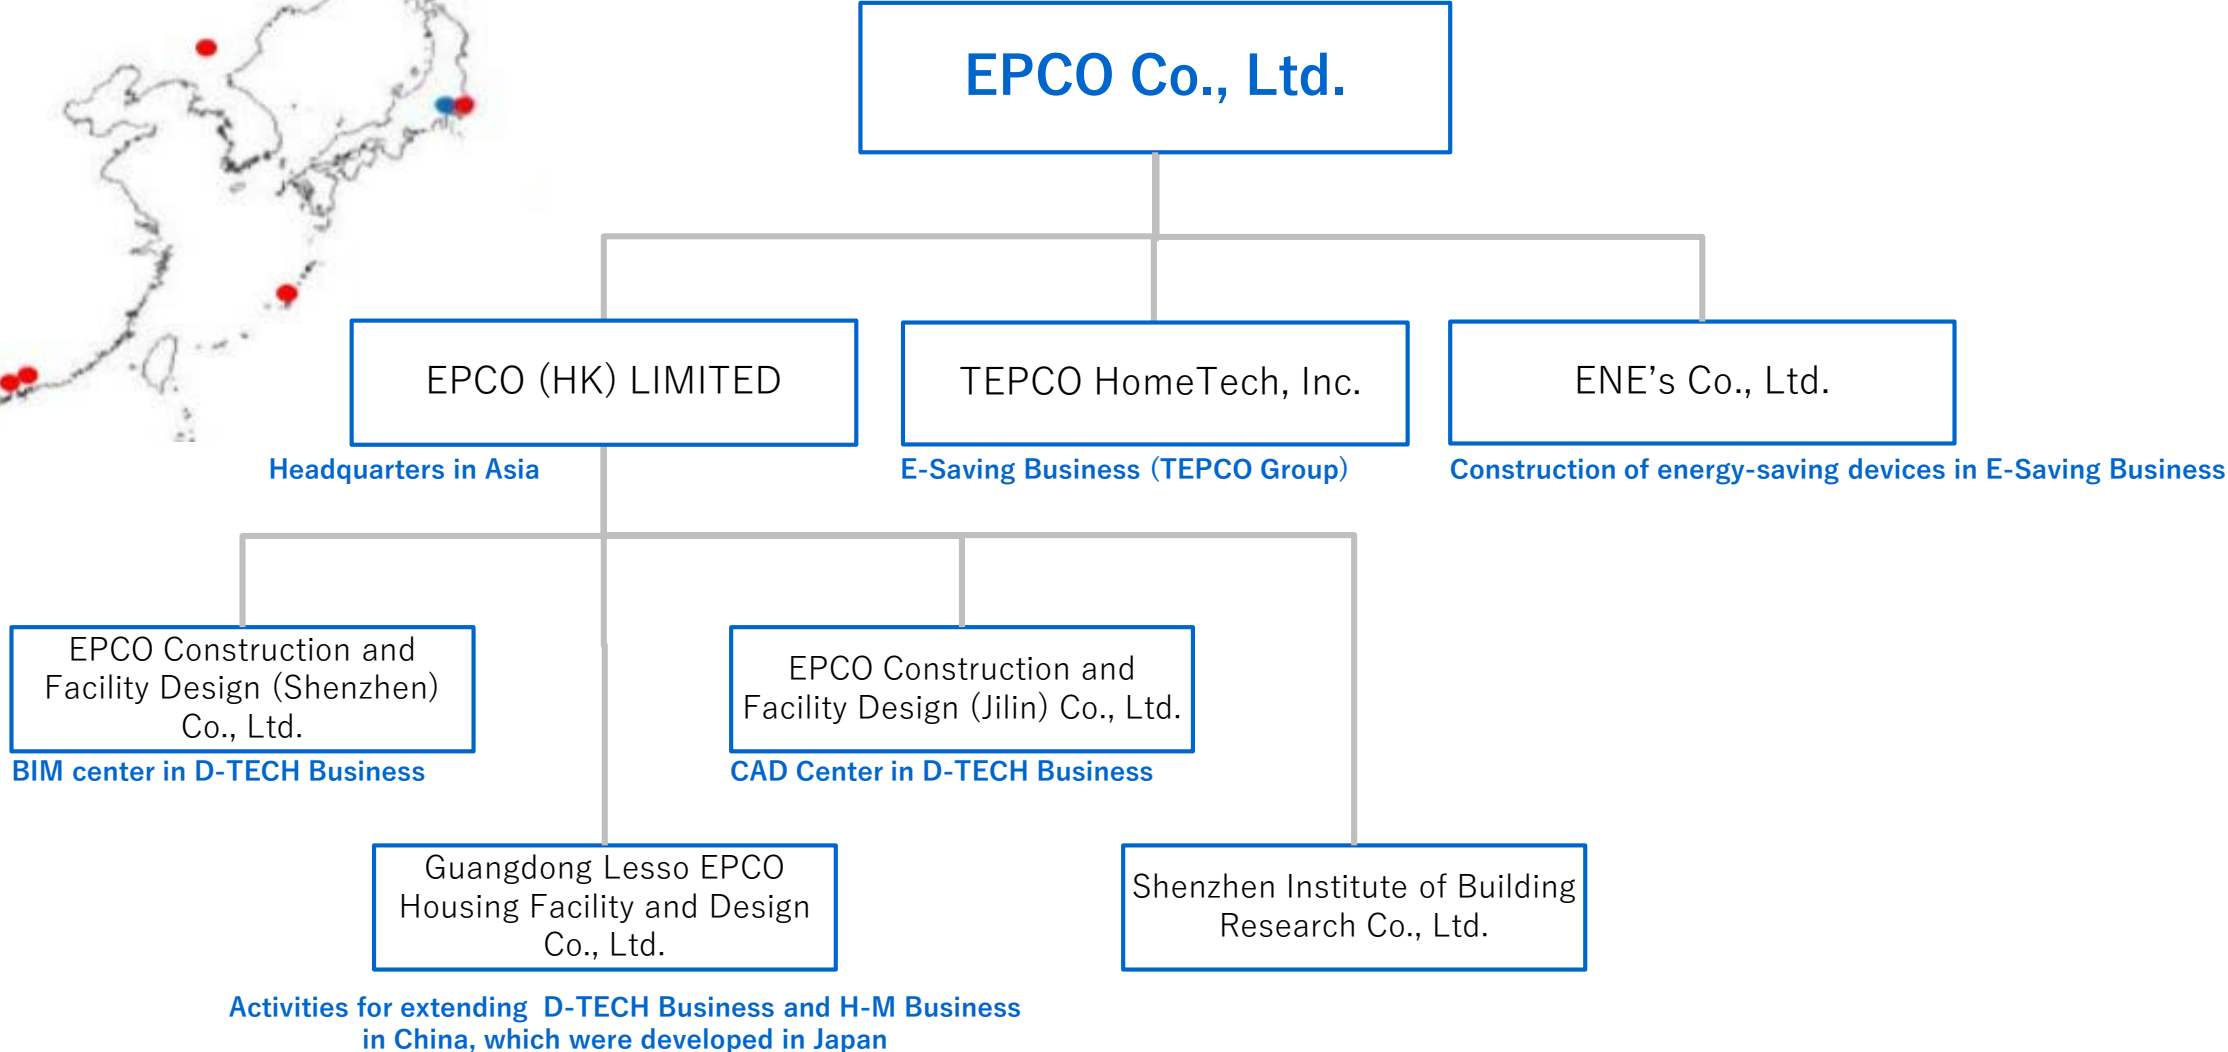 EPCO Co., Ltd.
EPCO (HK) LIMITED
Headquarters in Asia
TEPCO HomeTech, Inc.
E-Saving Business (TEPCO Group)
ENE’s Co., Ltd.
Construction of energy-saving devices in E-Saving Business
EPCO Construction and
Facility Design (Shenzhen)
Co., Ltd.
BIM center in D-TECH Business
EPCO Construction and
Facility Design (Jilin) Co., Ltd.
CAD Center in D-TECH Business
Guangdong Lesso EPCO
Housing Facility and Design
Co., Ltd.
Activities for extending D-TECH Business and H-M Business
in China, which were developed in Japan
Shenzhen Institute of Building
Research Co., Ltd.